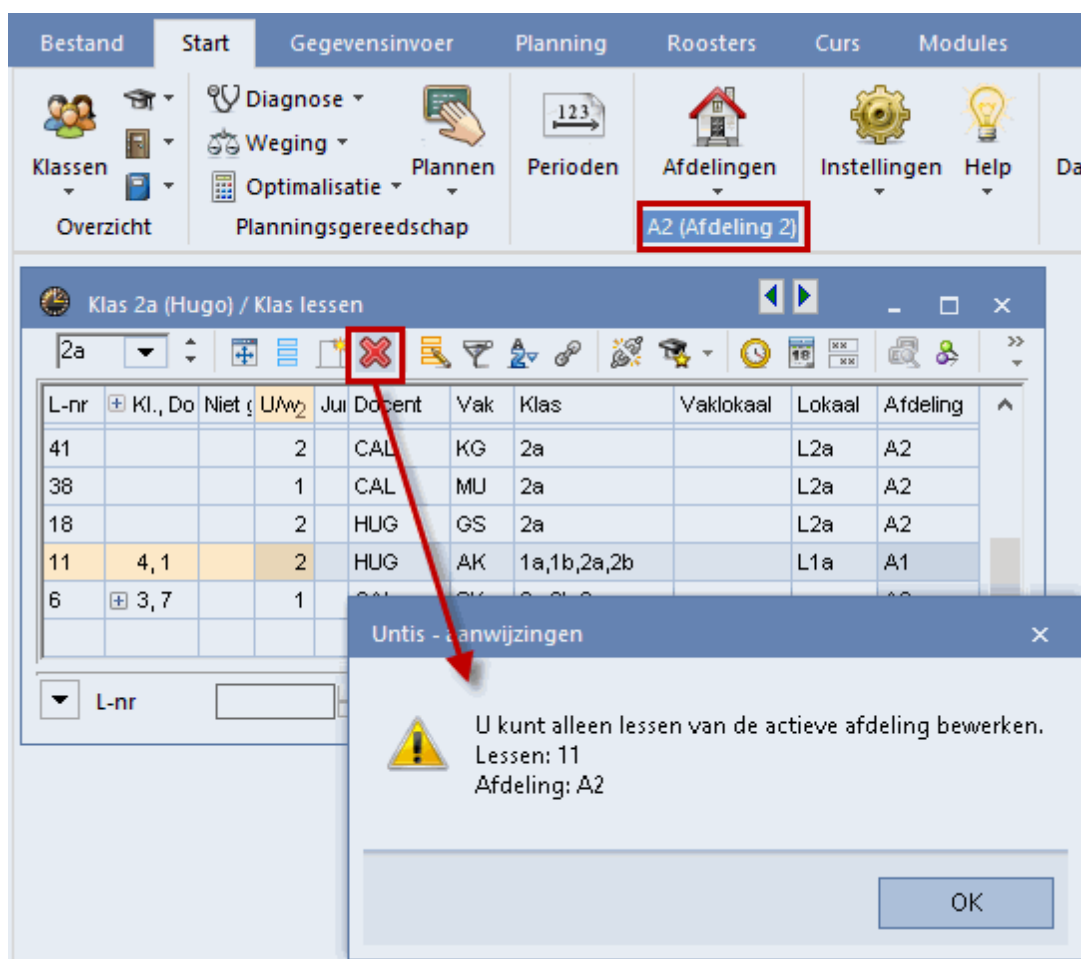 Bestand Start Gegevensinvoer Planning Roosters Curs Modules
Diagnose
Weging
Optimalisatie
Klassen Plannen Perioden Afdelingen Instellingen Help Da
123
Overzicht Planningsgereedschap A2 (Afdeling 2)
Klas 2a (Hugo) / Klas lessen
2a
18
L-nr Kl., Do Niet g U/w2 Jui Docent Vak Klas Vaklokaal Lokaal Afdeling
41 2 CAL KG 2a L2a A2
38 1 CAL MU 2a L2a A2
18 2 HUG GS 2a L2a A2
11 4, 1 2 HUG AK 1a,1b,2a,2b L1a A1
6 3, 7 1
L-nr
Untis - aanwijzingen
U kunt alleen lessen van de actieve afdeling bewerken.
Lessen: 11
Afdeling: A2
OK